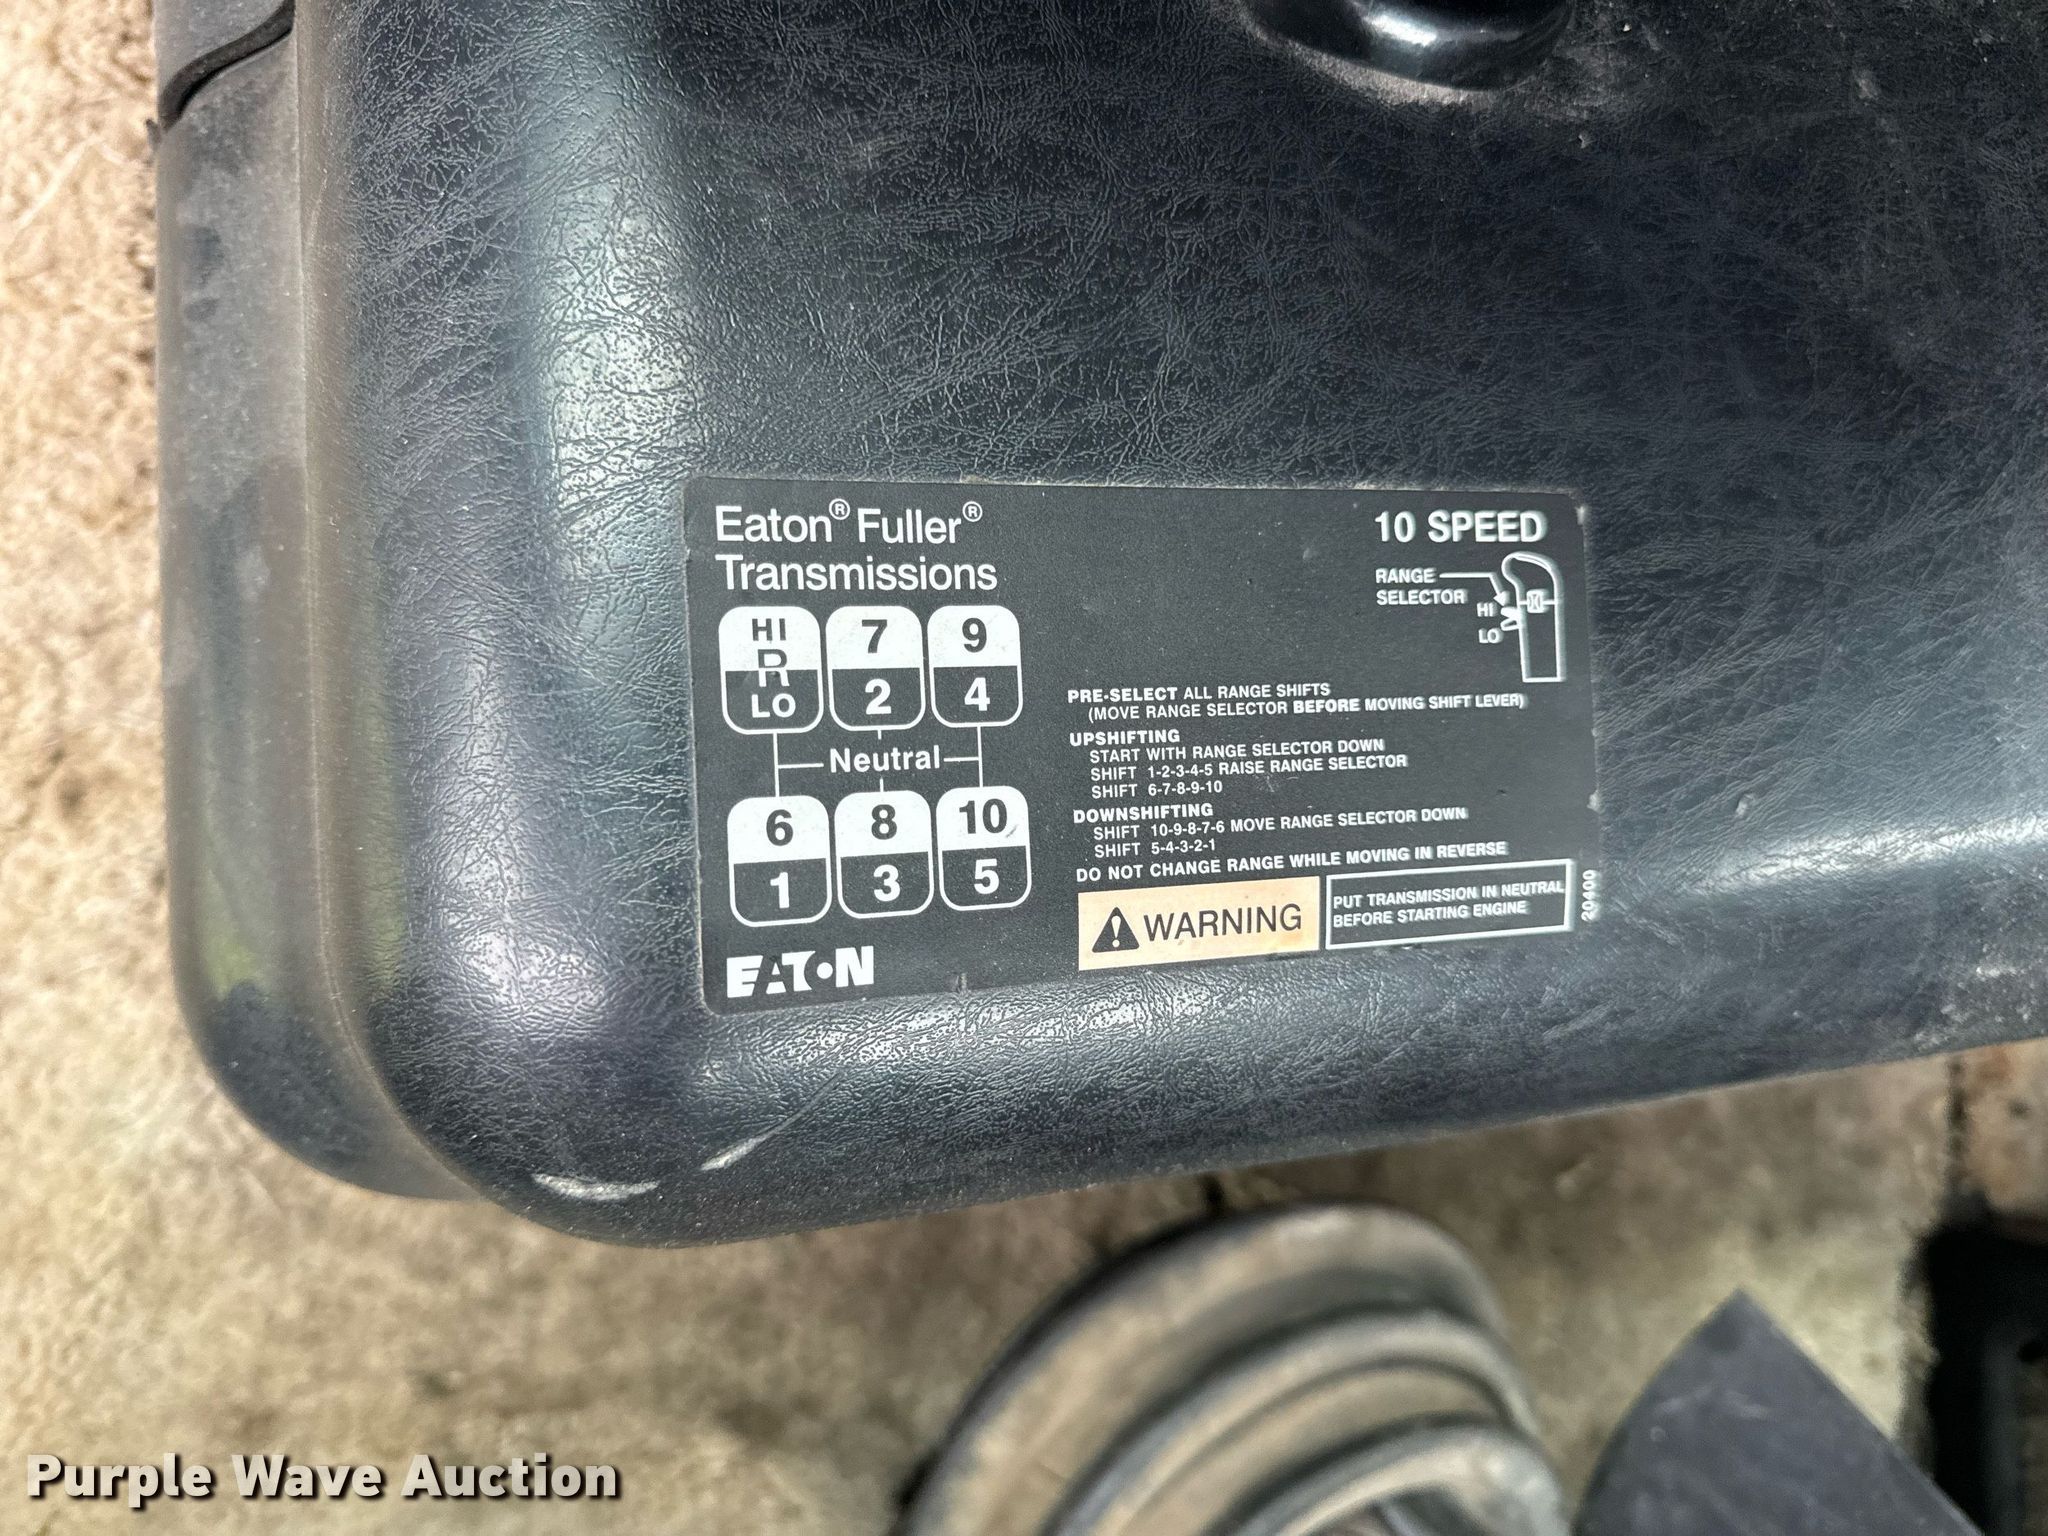 Eaton® Fuller®
Transmissions
10 SPEED
RANGE
SELECTOR
HI
LO
HI 7 9
R
LO 2 4
Neutral
6 8 10
1 3 5
EATON
PRE-SELECT ALL RANGE SHIFTS
(MOVE RANGE SELECTOR BEFORE MOVING SHIFT LEVER)
UPSHIFTING
START WITH RANGE SELECTOR DOWN
SHIFT 1-2-3-4-5 RAISE RANGE SELECTOR
SHIFT 6-7-8-9-10
DOWNSHIFTING
SHIFT 10-9-8-7-6 MOVE RANGE SELECTOR DOWN
SHIFT 5-4-3-2-1
DO NOT CHANGE RANGE WHILE MOVING IN REVERSE
WARNING
PUT TRANSMISSION IN NEUTRAL
BEFORE STARTING ENGINE
20400
Purple Wave Auction